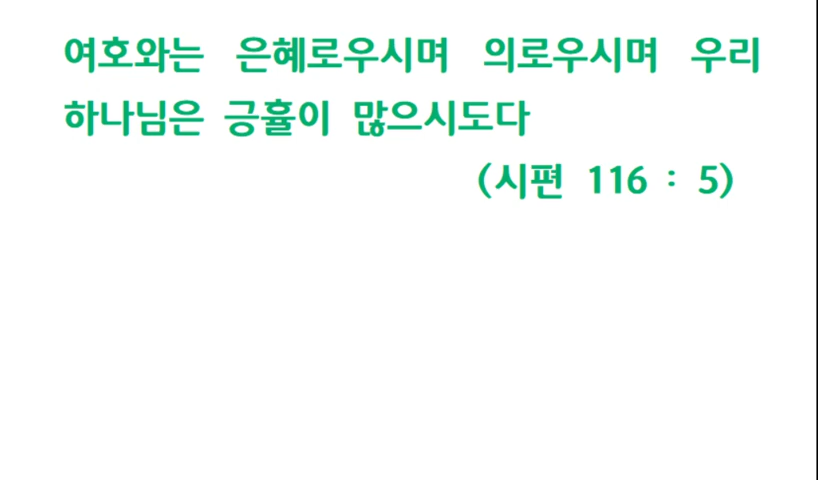 여호와는 은혜로우시며 의로우시며 우리
하나님은 긍휼이 많으시도다
(시편 116 : 5)